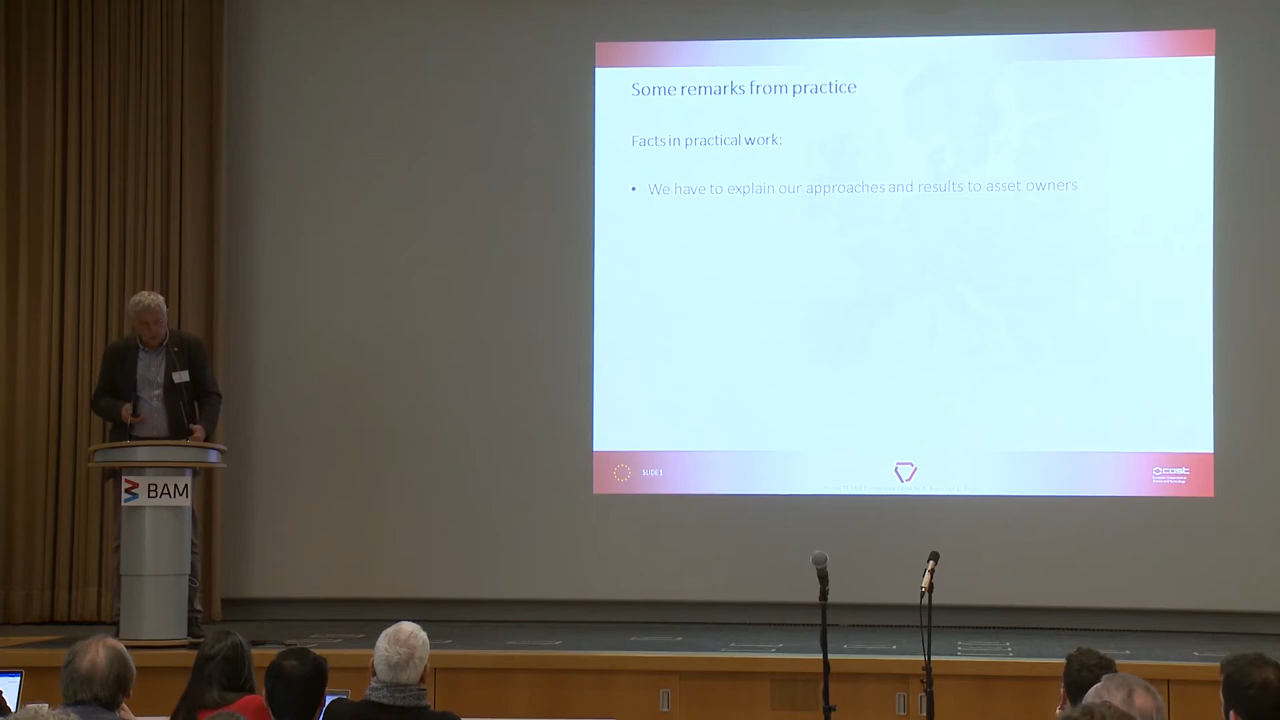 Some remarks from practice
Facts in practical work:
• We have to explain our approaches and results to asset owners
SLIDE 1
cost
BAM